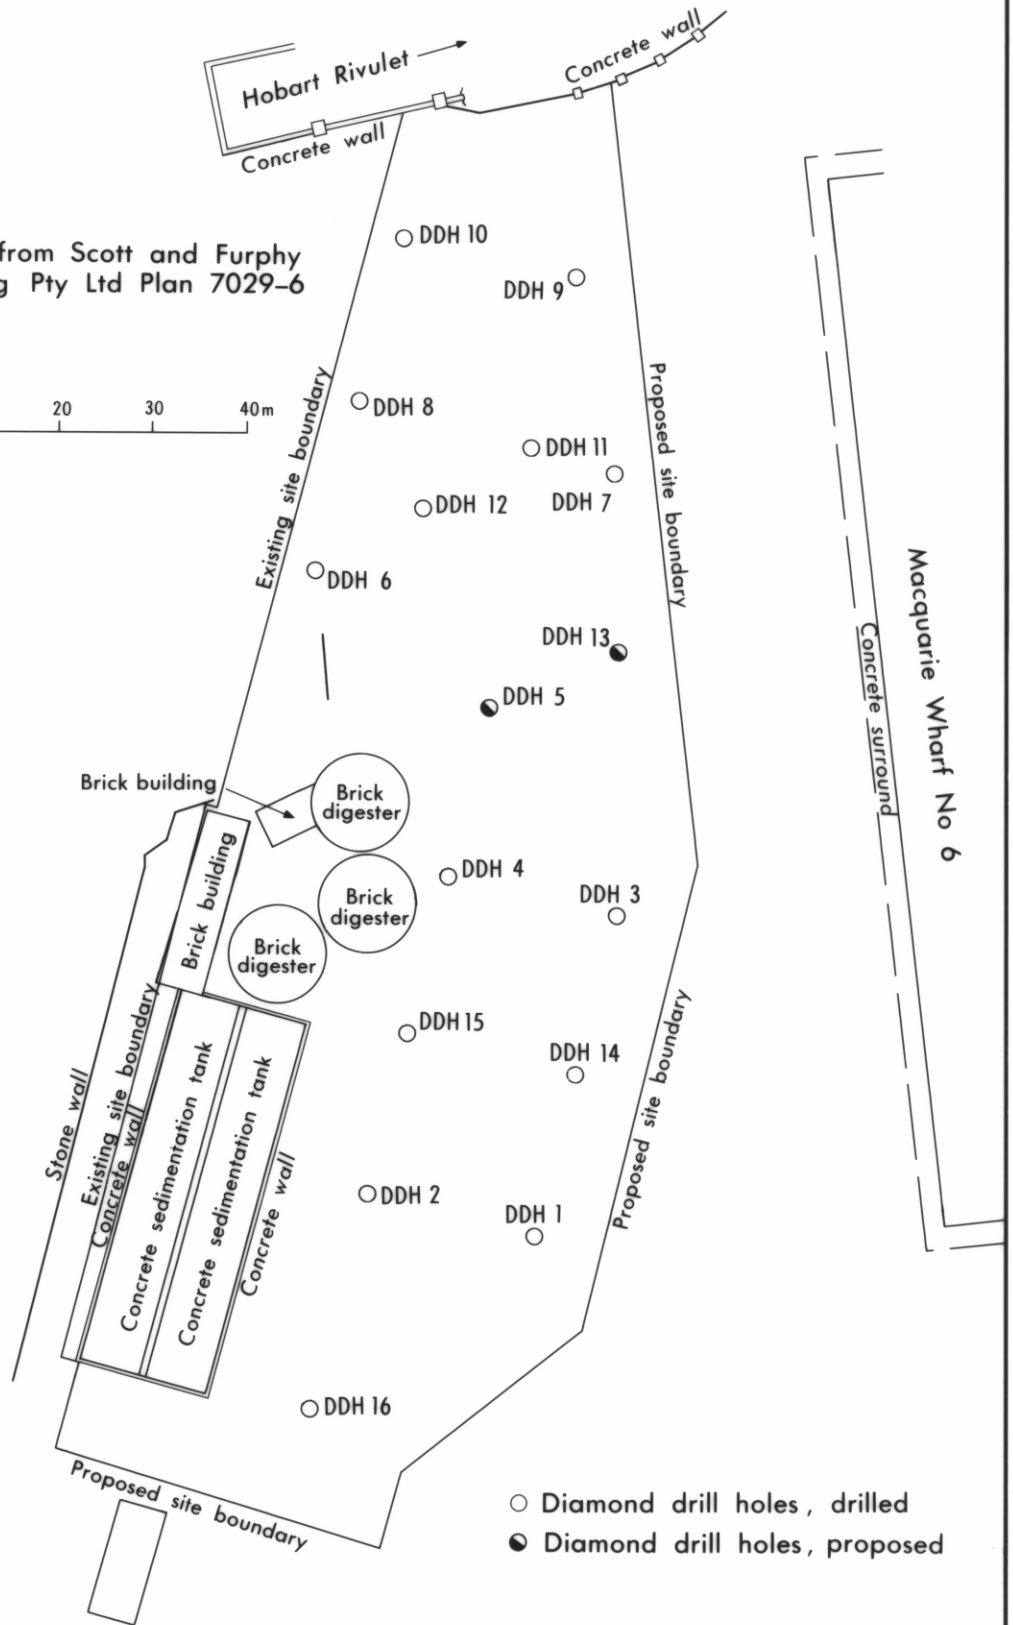 Concrete wall
Hobart Rivulet
Concrete wall
DDH 10
from Scott and Furphy
g Pty Ltd Plan 7029-6
DDH 9
20 30 40m
DDH 8
Existing site boundary
Proposed site boundary
DDH 11
DDH 12
DDH 7
DDH 6
DDH 13
DDH 5
Macquarie Wharf No 6
Concrete surround
Brick building
Brick
digester
Brick building
DDH 4
Brick
digester
DDH 3
Brick
digester
DDH 15
DDH 14
Proposed site boundary
Stone wall
Existing site boundary
Concrete wall
Concrete sedimentation tank
Concrete sedimentation tank
Concrete wall
DDH 2
DDH 1
DDH 16
Proposed site boundary
Diamond drill holes, drilled
Diamond drill holes, proposed